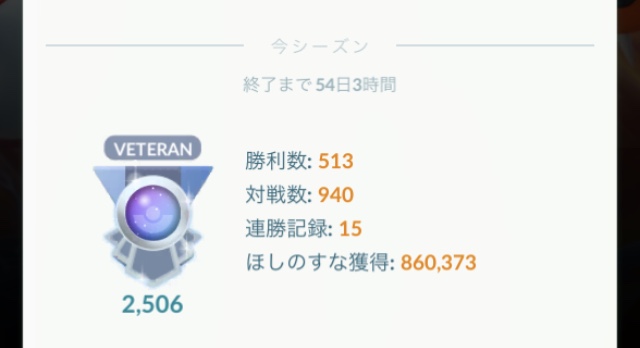 今シーズン
終了まで54日3時間
VETERAN
勝利数: 513
対戦数: 940
連勝記録: 15
ほしのすな獲得: 860,373
2,506